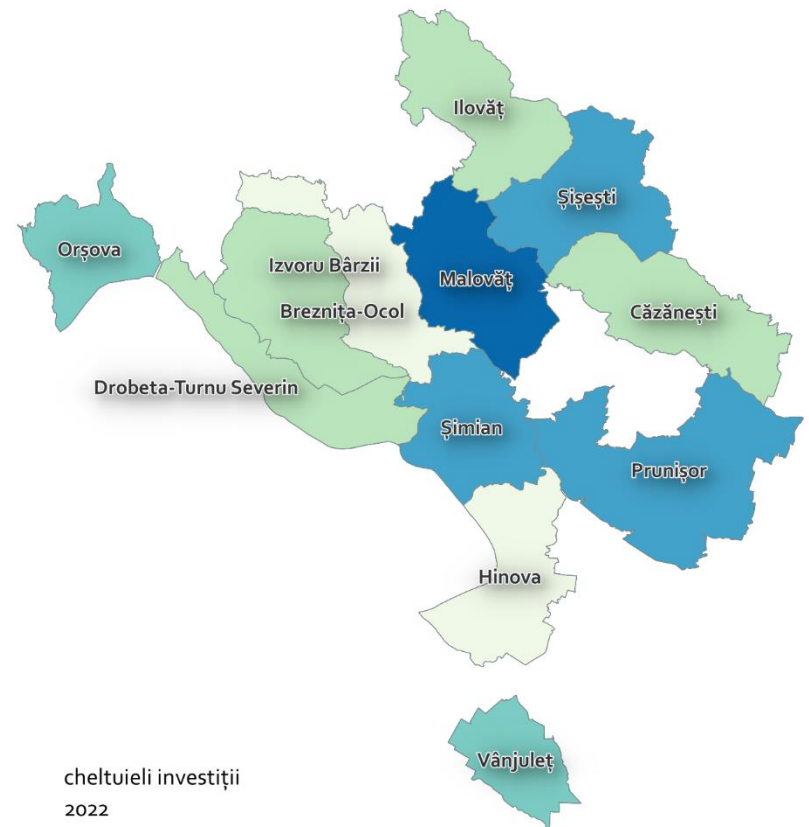 Ilovăț
Șișești
Orșova
Izvoru Bârzii
Malovăț
Breznița-Ocol
Căzănești
Drobeta-Turnu Severin
Șimian
Prunișor
Hinova
Vânjuleț
cheltuieli investiții
2022